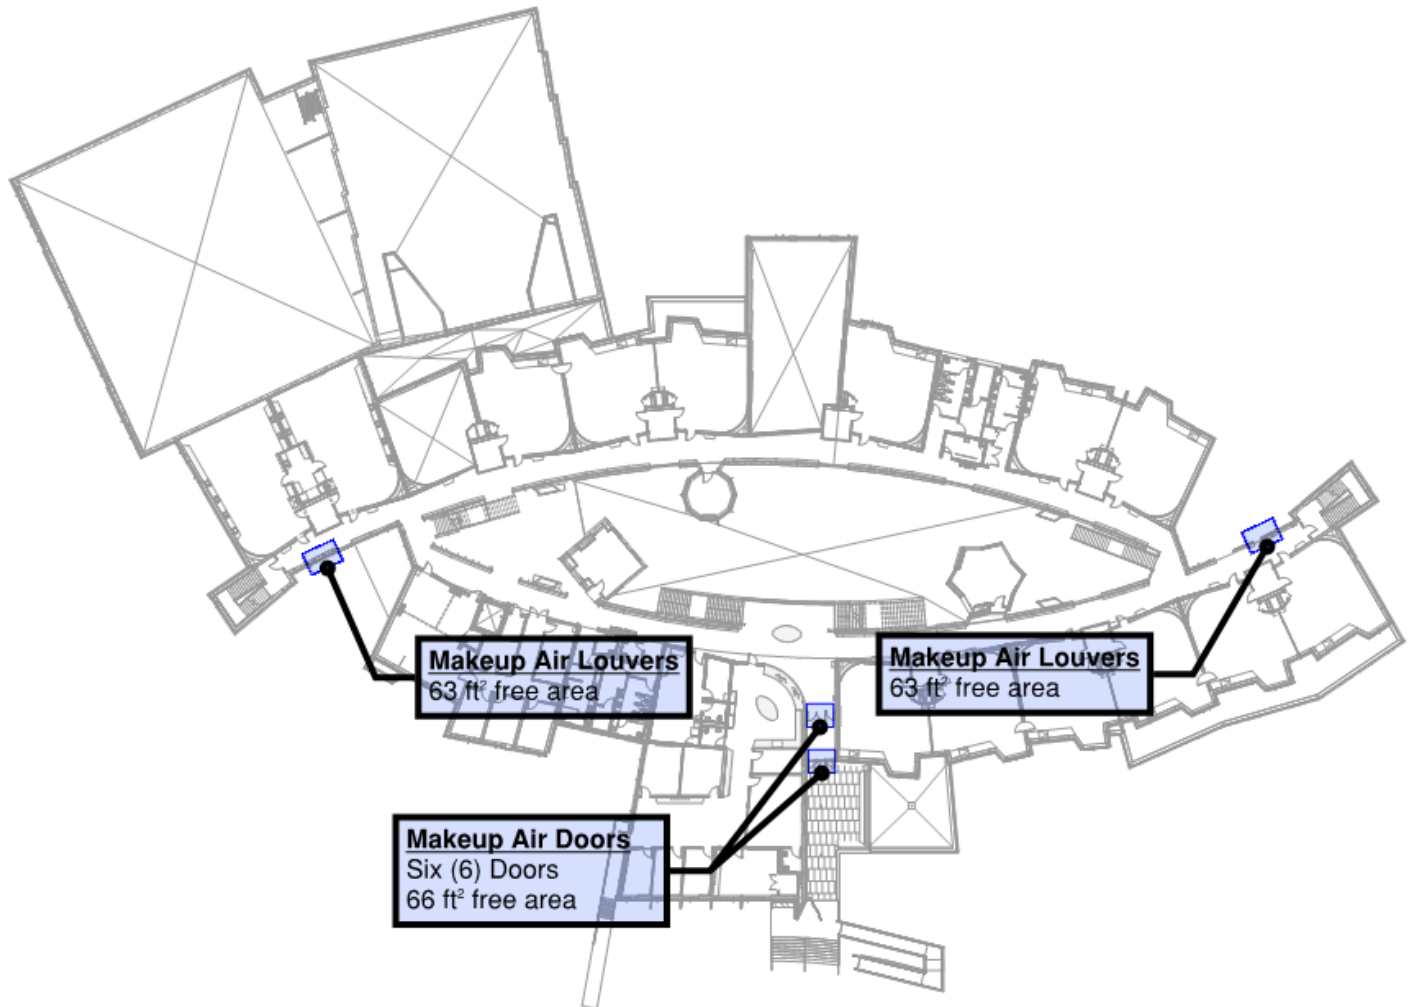 Makeup Air Louvers
63 ft² free area
Makeup Air Louvers
63 ft² free area
Makeup Air Doors
Six (6) Doors
66 ft² free area